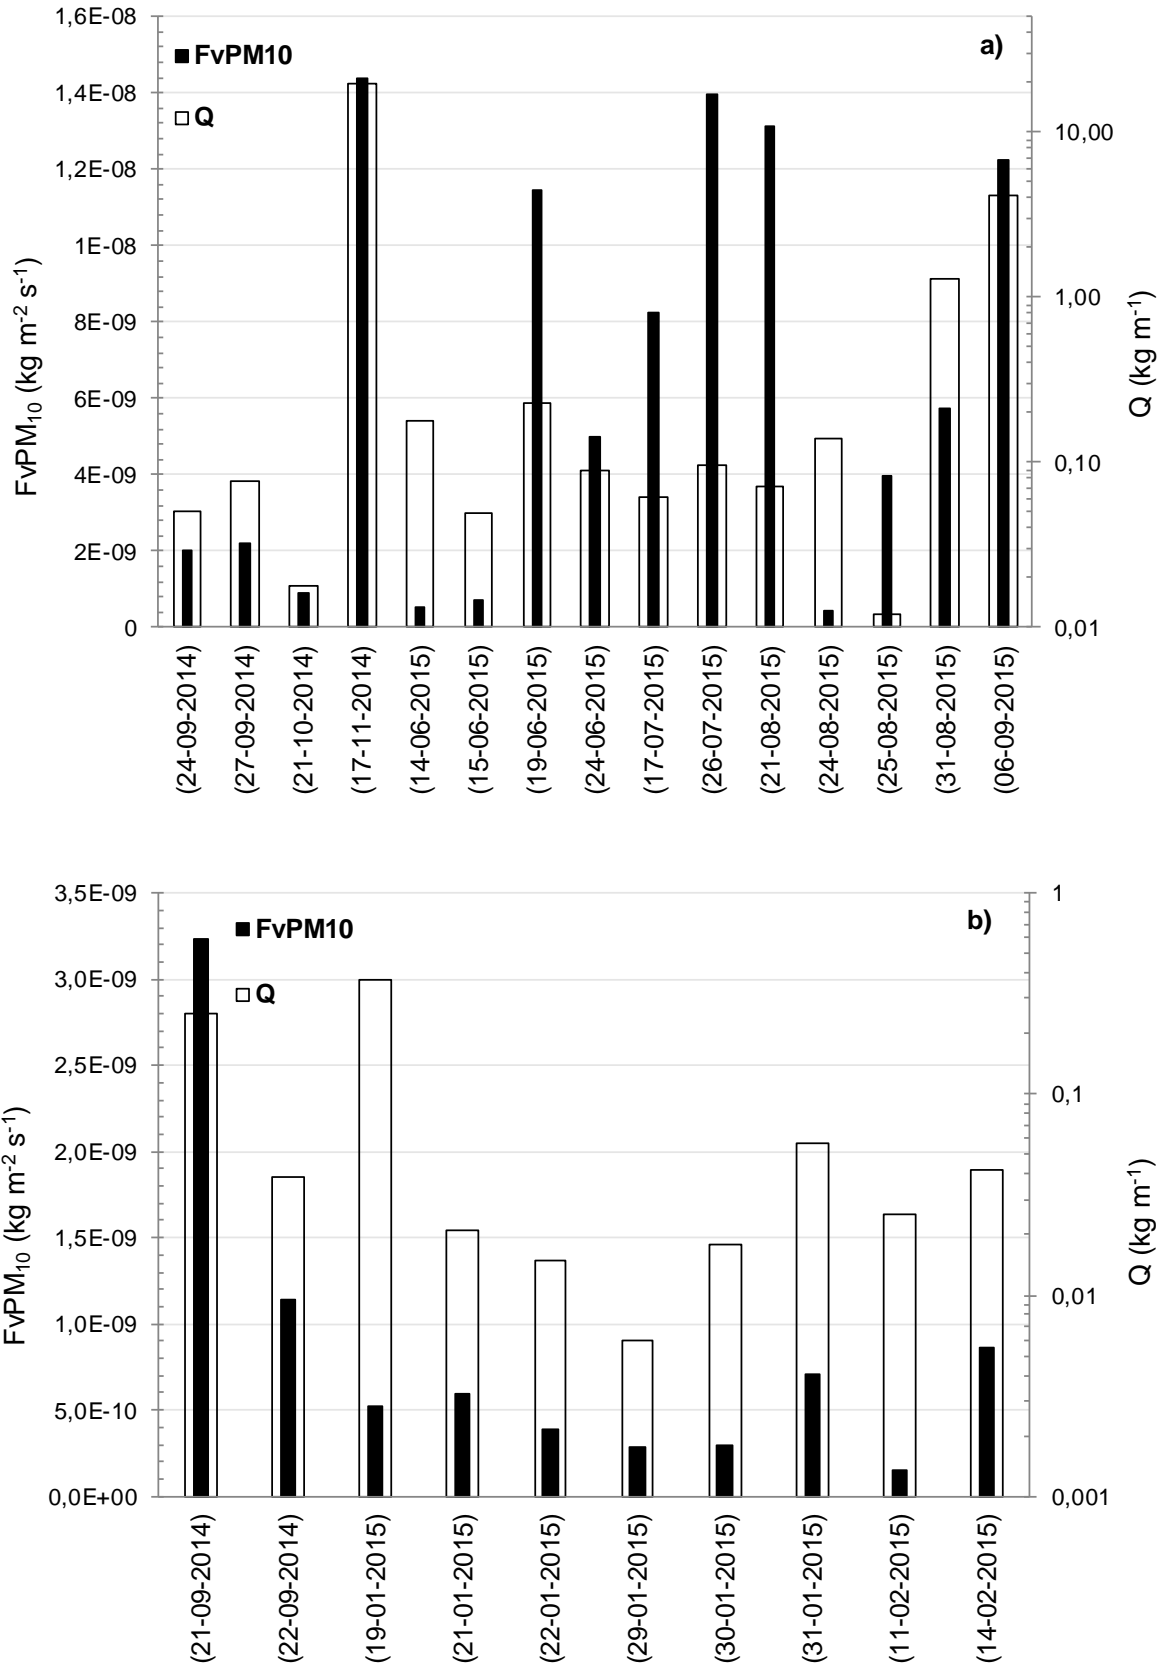 a)
FvPM10
Q
1,6E-08
1,4E-08
1,2E-08
1E-08
8E-09
6E-09
4E-09
2E-09
0
FvPM10 (kg m-2 s-1)
10,00
1,00
0,10
0,01
Q (kg m-1)
(24-09-2014)
(27-09-2014)
(21-10-2014)
(17-11-2014)
(14-06-2015)
(15-06-2015)
(19-06-2015)
(24-06-2015)
(17-07-2015)
(26-07-2015)
(21-08-2015)
(24-08-2015)
(25-08-2015)
(31-08-2015)
(06-09-2015)
b)
FvPM10
Q
3,5E-09
3,0E-09
2,5E-09
2,0E-09
1,5E-09
1,0E-09
5,0E-10
0,0E+00
FvPM10 (kg m-2 s-1)
1
0,1
0,01
0,001
Q (kg m-1)
(21-09-2014)
(22-09-2014)
(19-01-2015)
(21-01-2015)
(22-01-2015)
(29-01-2015)
(30-01-2015)
(31-01-2015)
(11-02-2015)
(14-02-2015)